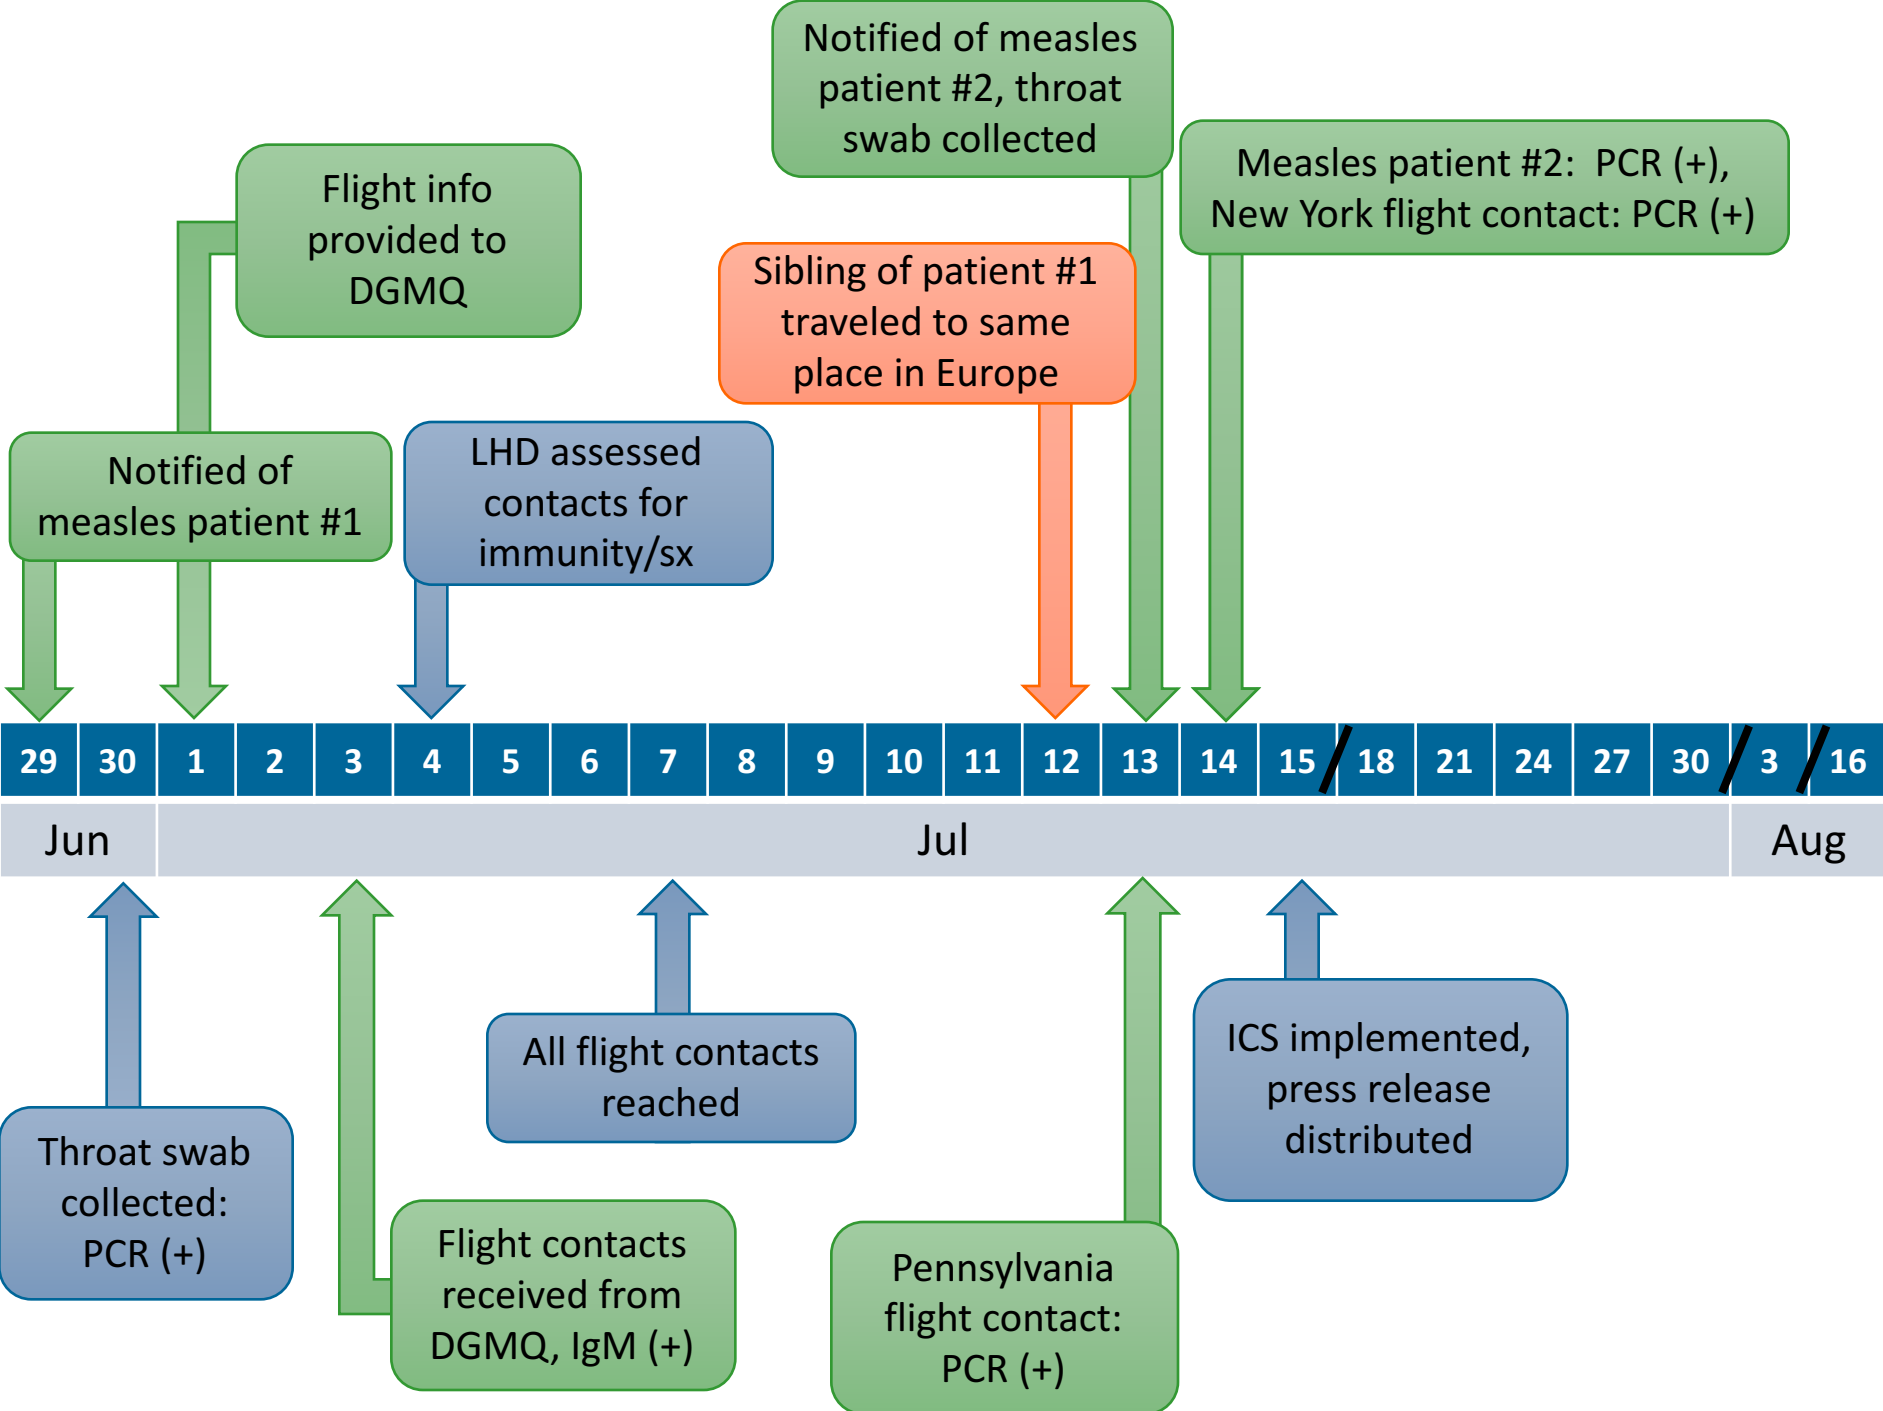 Notified of measles
patient #2, throat
swab collected
Measles patient #2:  PCR (+),
New York flight contact: PCR (+)
Flight info
provided to
DGMQ
Sibling of patient #1
traveled to same
place in Europe
Notified of
measles patient #1
LHD assessed
contacts for
immunity/sx
29 30 1 2 3 4 5 6 7 8 9 10 11 12 13 14 15 18 21 24 27 30 3 16
Jun Jul Aug
All flight contacts
reached
ICS implemented,
press release
distributed
Throat swab
collected:
PCR (+)
Flight contacts
received from
DGMQ, IgM (+)
Pennsylvania
flight contact:
PCR (+)